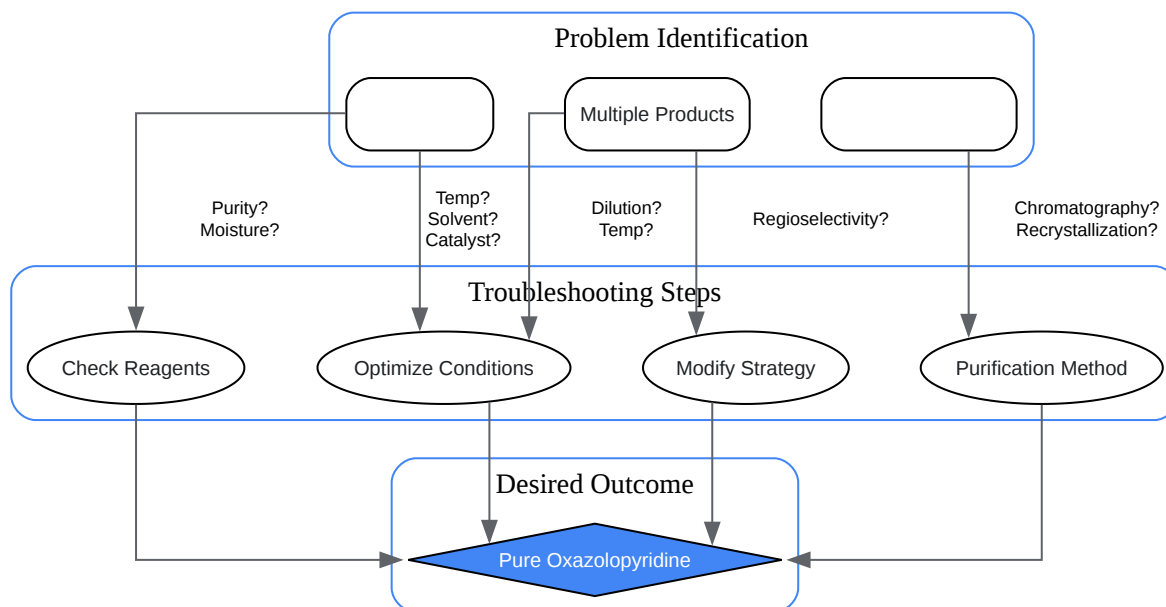 Problem Identification
Multiple Products
Purity?
Moisture?
Temp?
Solvent?
Catalyst?
Dilution?
Temp?
Regioselectivity?
Chromatography?
Recrystallization?
Troubleshooting Steps
Check Reagents
Optimize Conditions
Modify Strategy
Purification Method
Desired Outcome
Pure Oxazolopyridine